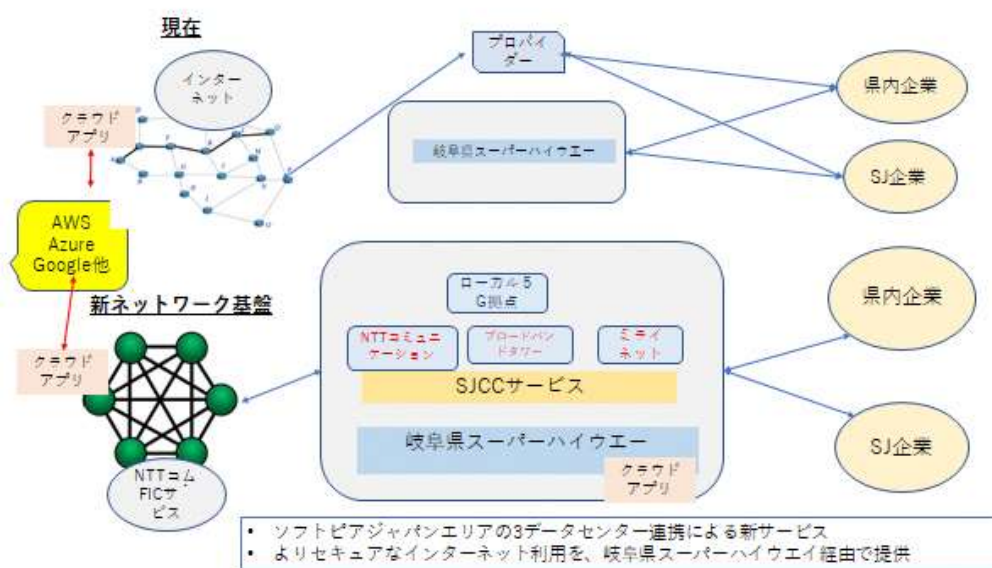 現在
インター
ネット
クラウド
アプリ
プロバイ
ダー
岐阜県スーパーハイウエー
県内企業
SJ企業
AWS
Azure
Google他
新ネットワーク基盤
クラウド
アプリ
NTTコム
FICサー
ビス
ローカル５
G拠点
NTTコミュニ
ケーション
ブロードバン
ドタワー
ミライ
ネット
SJCCサービス
岐阜県スーパーハイウエー
クラウド
アプリ
県内企業
SJ企業
• ソフトピアジャパンエリアの3データセンター連携による新サービス
• よりセキュアなインターネット利用を、岐阜県スーパーハイウエイ経由で提供